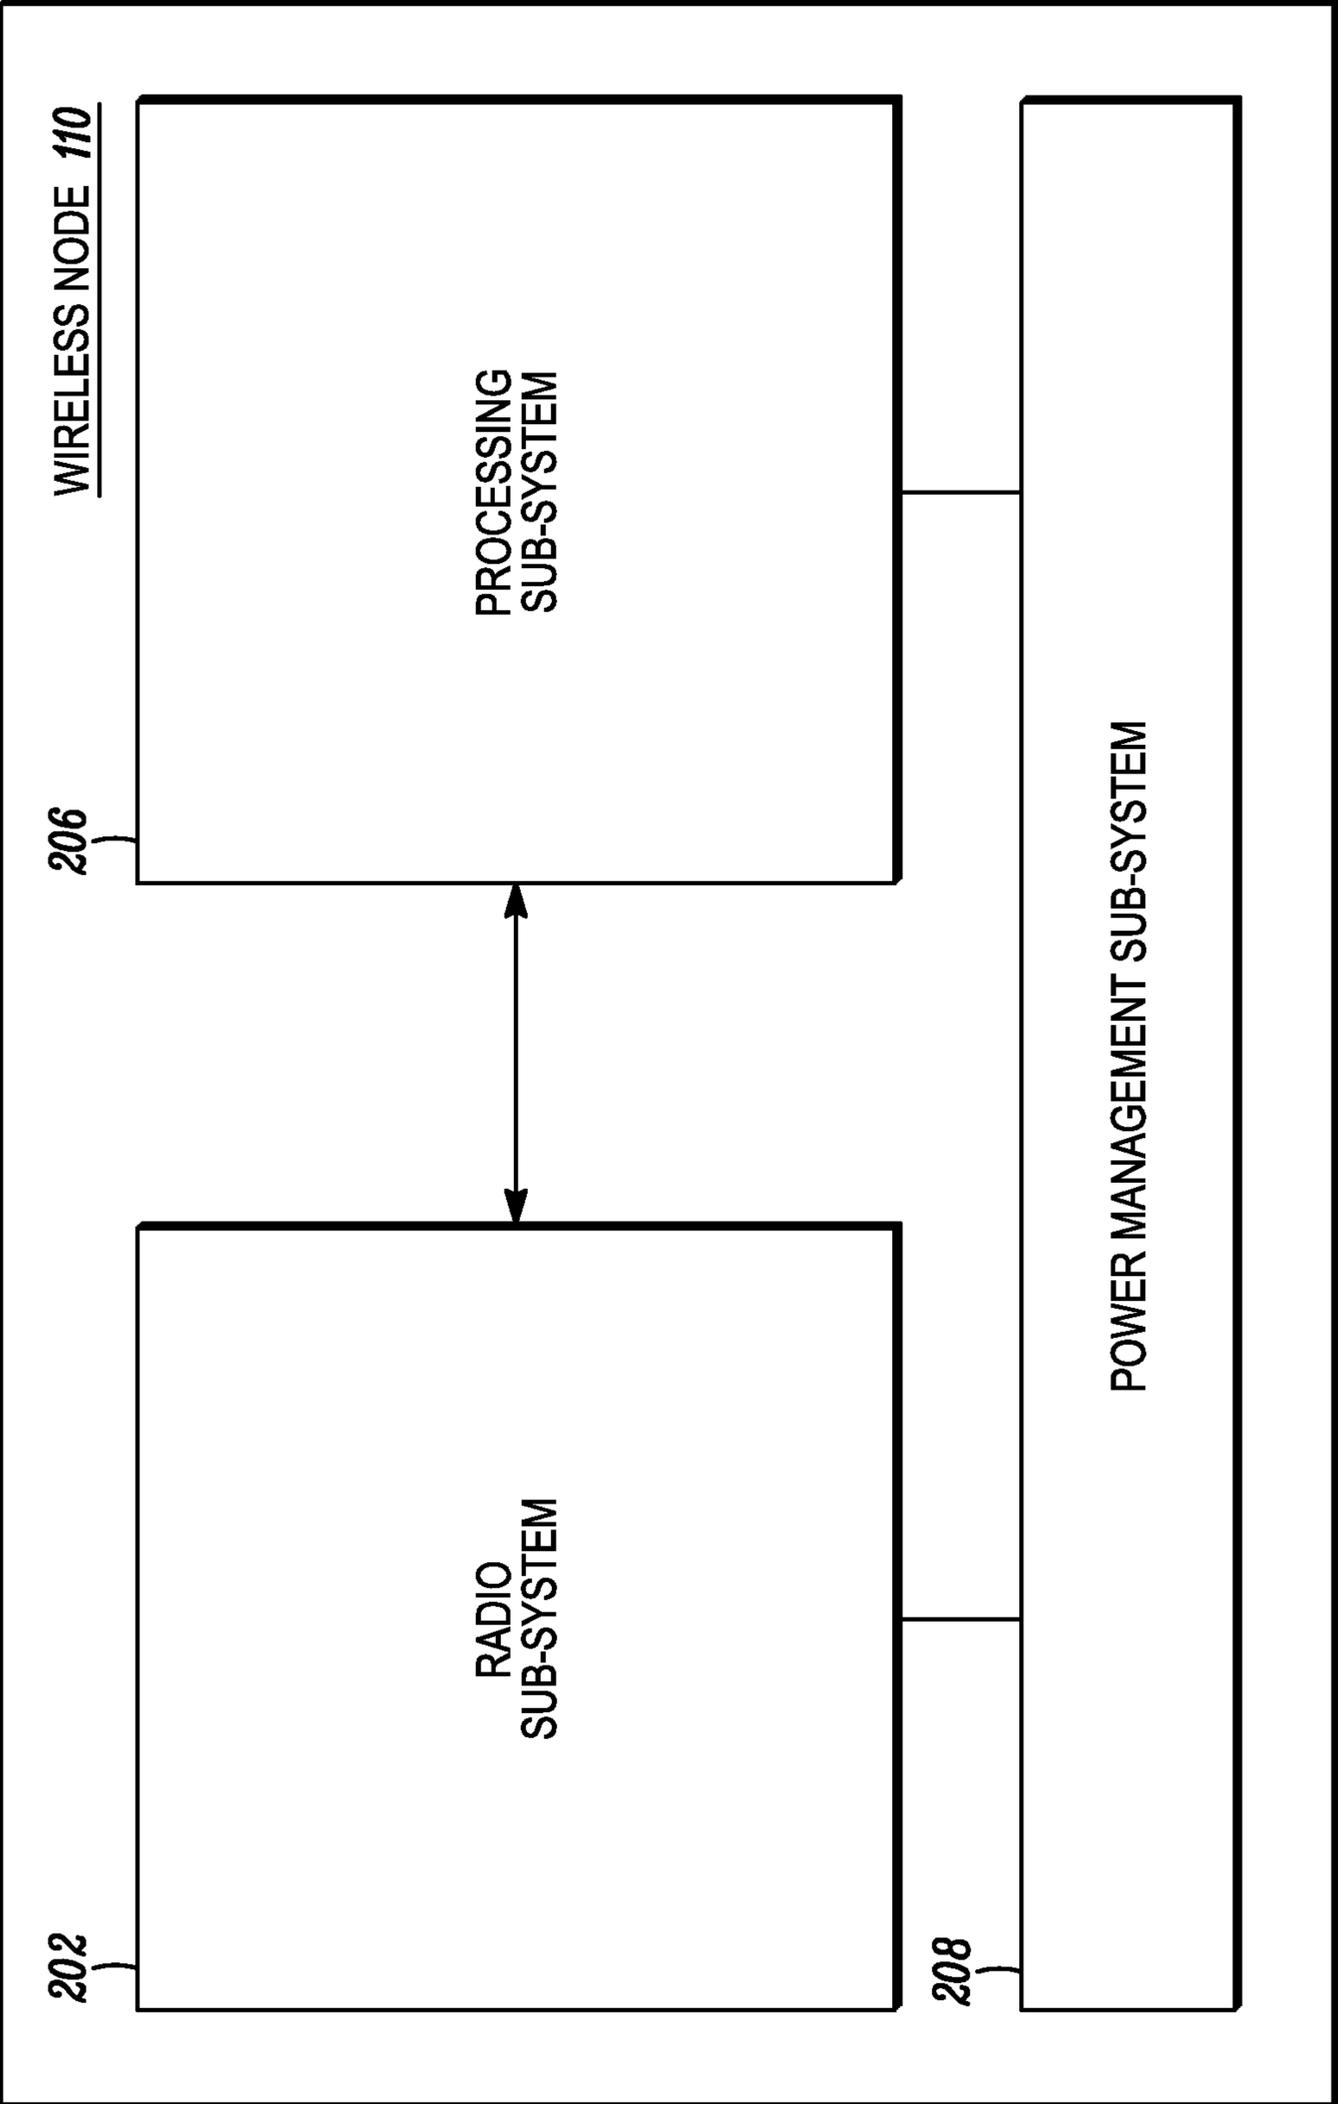 WIRELESS NODE 110
202
206
RADIO
SUB-SYSTEM
PROCESSING
SUB-SYSTEM
208
POWER MANAGEMENT SUB-SYSTEM